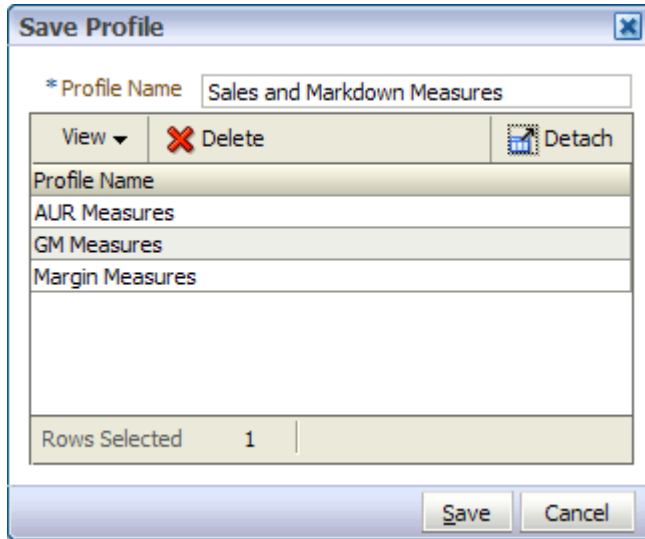 Save Profile
* Profile Name Sales and Markdown Measures
View Delete Detach
Profile Name
AUR Measures
GM Measures
Margin Measures
Rows Selected 1
Save Cancel